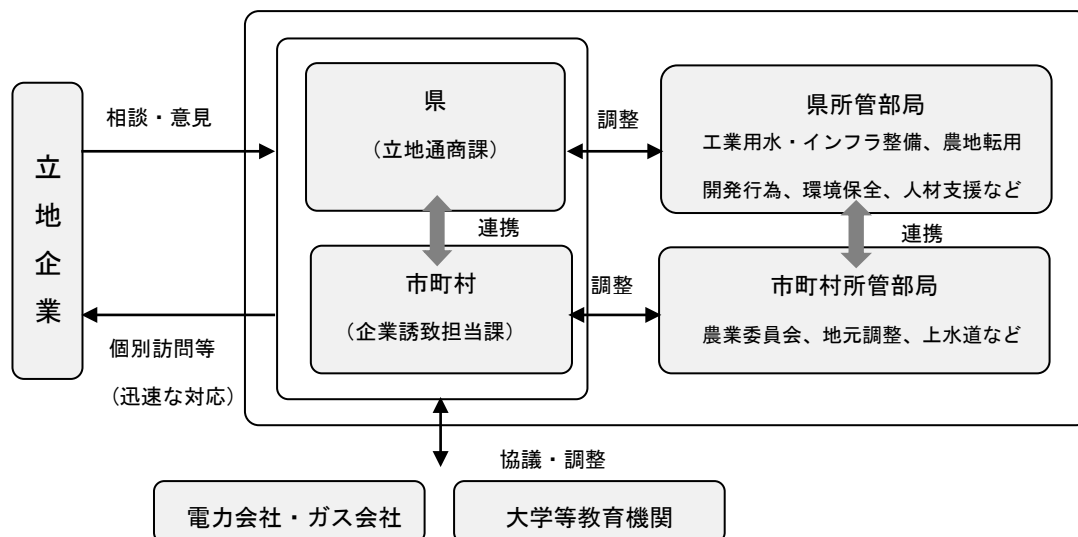 立地企業
相談・意見
個別訪問等
（迅速な対応）
県
（立地通商課）
連携
市町村
（企業誘致担当課）
調整
調整
県所管部局
工業用水・インフラ整備、農地転用
開発行為、環境保全、人材支援など
連携
市町村所管部局
農業委員会、地元調整、上水道など
協議・調整
電力会社・ガス会社
大学等教育機関